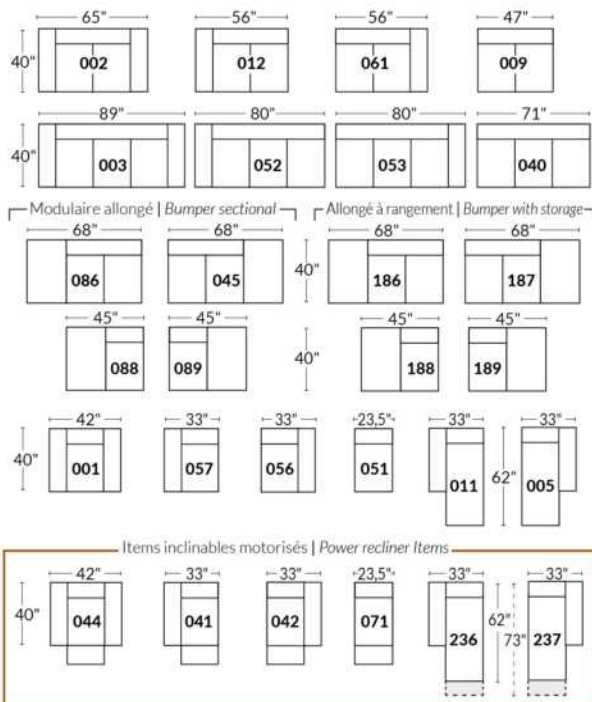 65" 56" 56" 47"
40" 002 012 061 009
89" 80" 80" 71"
40" 003 052 053 040
Modulaire allongé | Bumper sectional Allongé à rangement | Bumper with storage
68" 68" 68" 68"
086 045 40" 186 187
45" 45" 45" 45"
088 089 40" 188 189
42" 33" 33" 23,5" 33" 33"
40" 001 057 056 051 011 62" 005
Items inclinables motorisés | Power recliner Items
42" 33" 33" 23,5" 33" 33"
40" 044 041 042 071 236 62" 73" 237